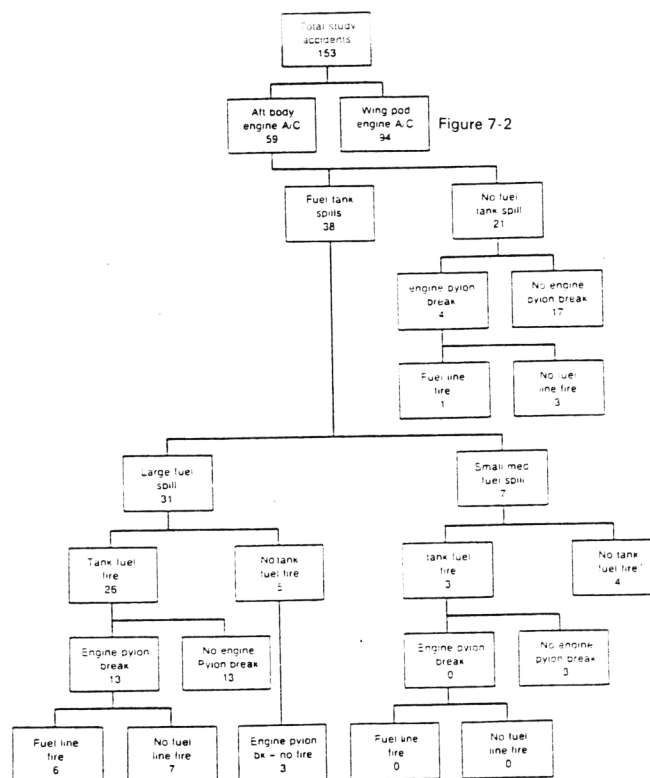 Total study
accidents
153
Aft body
engine A/C
59
Wing pod
engine A/C
94
Figure 7-2
Fuel tank
spills
38
No fuel
tank spill
21
engine pylon
break
4
No engine
pylon break
17
Fuel line
fire
1
No fuel
line fire
3
Large fuel
spill
31
Small med
fuel spill
7
Tank fuel
fire
26
No tank
fuel fire
5
tank fuel
fire
3
No tank
fuel fire
4
Engine pylon
break
13
No engine
Pylon break
13
Engine pylon
break
0
No engine
pylon break
3
Fuel line
fire
6
No fuel
line fire
7
Engine pylon
bk - no fire
3
Fuel line
fire
0
No fuel
line fire
0